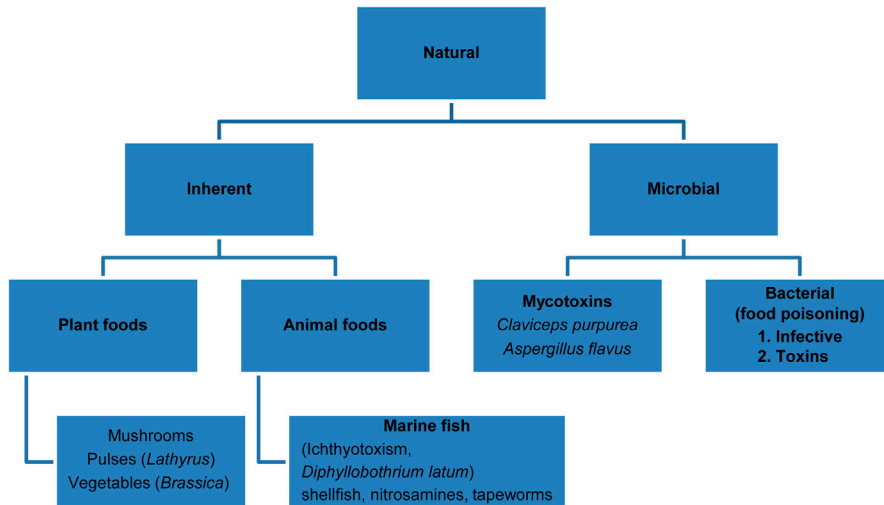 Natural
Inherent
Microbial
Plant foods
Animal foods
Mycotoxins
Claviceps purpurea
Aspergillus flavus
Bacterial
(food poisoning)
1. Infective
2. Toxins
Mushrooms
Pulses (Lathyrus)
Vegetables (Brassica)
Marine fish
(Ichthyotoxism,
Diphyllobothrium latum)
shellfish, nitrosamines, tapeworms